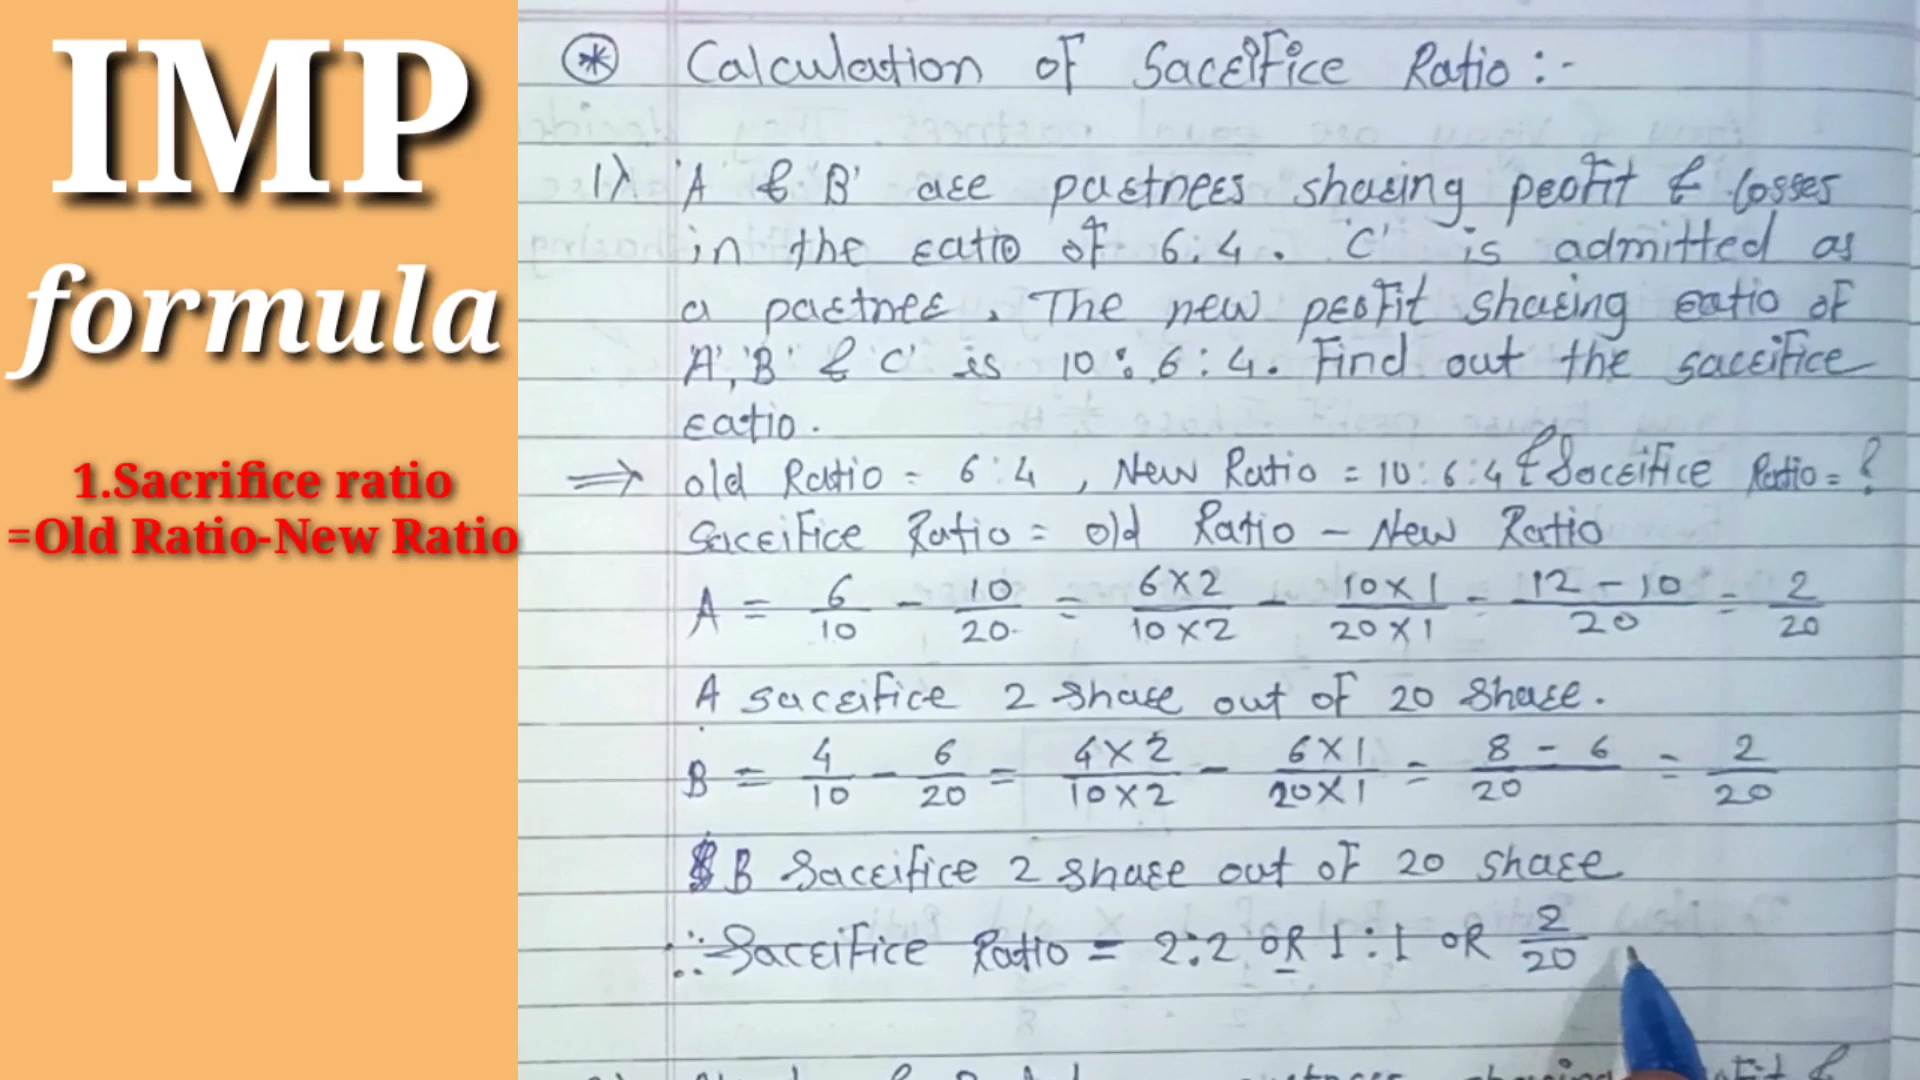 IMP
formula
1.Sacrifice ratio
=Old Ratio-New Ratio
* Calculation of Sacrifice Ratio :-
1) 'A & B' are partners sharing profit & losses
in the ratio of 6:4. 'C' is admitted as
a partner. The new profit sharing ratio of
'A', 'B' & 'C' is 10:6:4. Find out the sacrifice
ratio.
⇒ old Ratio = 6:4, New Ratio = 10:6:4 & Sacrifice Ratio = ?
Sacrifice Ratio = old Ratio - New Ratio
A = 6/10 - 10/20 = 6×2/10×2 - 10×1/20×1 = 12-10/20 = 2/20
A sacrifice 2 share out of 20 share.
B = 4/10 - 6/20 = 4×2/10×2 - 6×1/20×1 = 8-6/20 = 2/20
B Sacrifice 2 share out of 20 share
∴ Sacrifice Ratio = 2:2 OR 1:1 OR 2/20